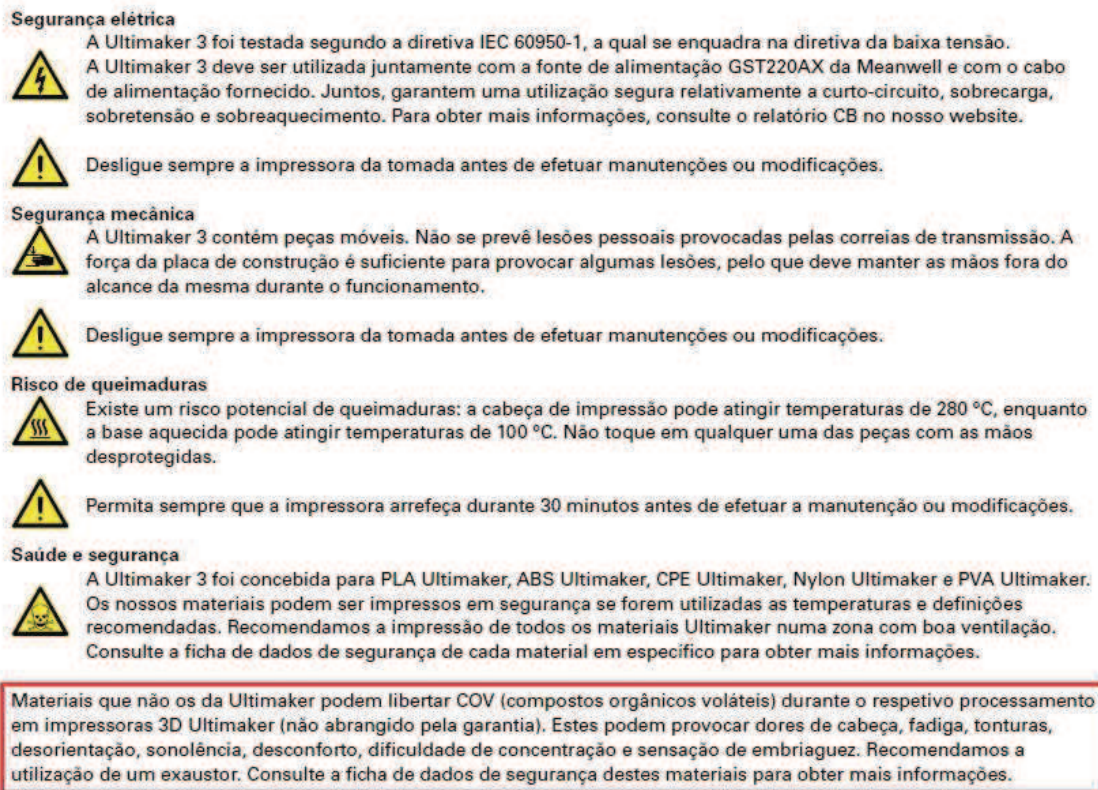 Segurança elétrica
A Ultimaker 3 foi testada segundo a diretiva IEC 60950-1, a qual se enquadra na diretiva da baixa tensão.
A Ultimaker 3 deve ser utilizada juntamente com a fonte de alimentação GST220AX da Meanwell e com o cabo
de alimentação fornecido. Juntos, garantem uma utilização segura relativamente a curto-circuito, sobrecarga,
sobretensão e sobreaquecimento. Para obter mais informações, consulte o relatório CB no nosso website.
Desligue sempre a impressora da tomada antes de efetuar manutenções ou modificações.
Segurança mecânica
A Ultimaker 3 contém peças móveis. Não se prevê lesões pessoais provocadas pelas correias de transmissão. A
força da placa de construção é suficiente para provocar algumas lesões, pelo que deve manter as mãos fora do
alcance da mesma durante o funcionamento.
Desligue sempre a impressora da tomada antes de efetuar manutenções ou modificações.
Risco de queimaduras
Existe um risco potencial de queimaduras: a cabeça de impressão pode atingir temperaturas de 280 ºC, enquanto
a base aquecida pode atingir temperaturas de 100 ºC. Não toque em qualquer uma das peças com as mãos
desprotegidas.
Permita sempre que a impressora arrefeça durante 30 minutos antes de efetuar a manutenção ou modificações.
Saúde e segurança
A Ultimaker 3 foi concebida para PLA Ultimaker, ABS Ultimaker, CPE Ultimaker, Nylon Ultimaker e PVA Ultimaker.
Os nossos materiais podem ser impressos em segurança se forem utilizadas as temperaturas e definições
recomendadas. Recomendamos a impressão de todos os materiais Ultimaker numa zona com boa ventilação.
Consulte a ficha de dados de segurança de cada material em específico para obter mais informações.
Materiais que não os da Ultimaker podem libertar COV (compostos orgânicos voláteis) durante o respetivo processamento
em impressoras 3D Ultimaker (não abrangido pela garantia). Estes podem provocar dores de cabeça, fadiga, tonturas,
desorientação, sonolência, desconforto, dificuldade de concentração e sensação de embriaguez. Recomendamos a
utilização de um exaustor. Consulte a ficha de dados de segurança destes materiais para obter mais informações.